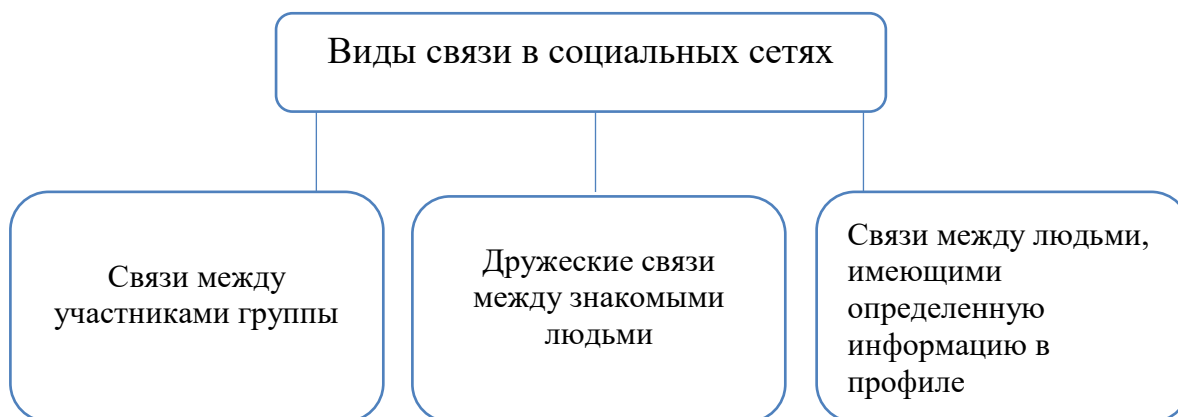 Виды связи в социальных сетях
Связи между
участниками группы
Дружеские связи
между знакомыми
людьми
Связи между людьми,
имеющими
определенную
информацию в
профиле